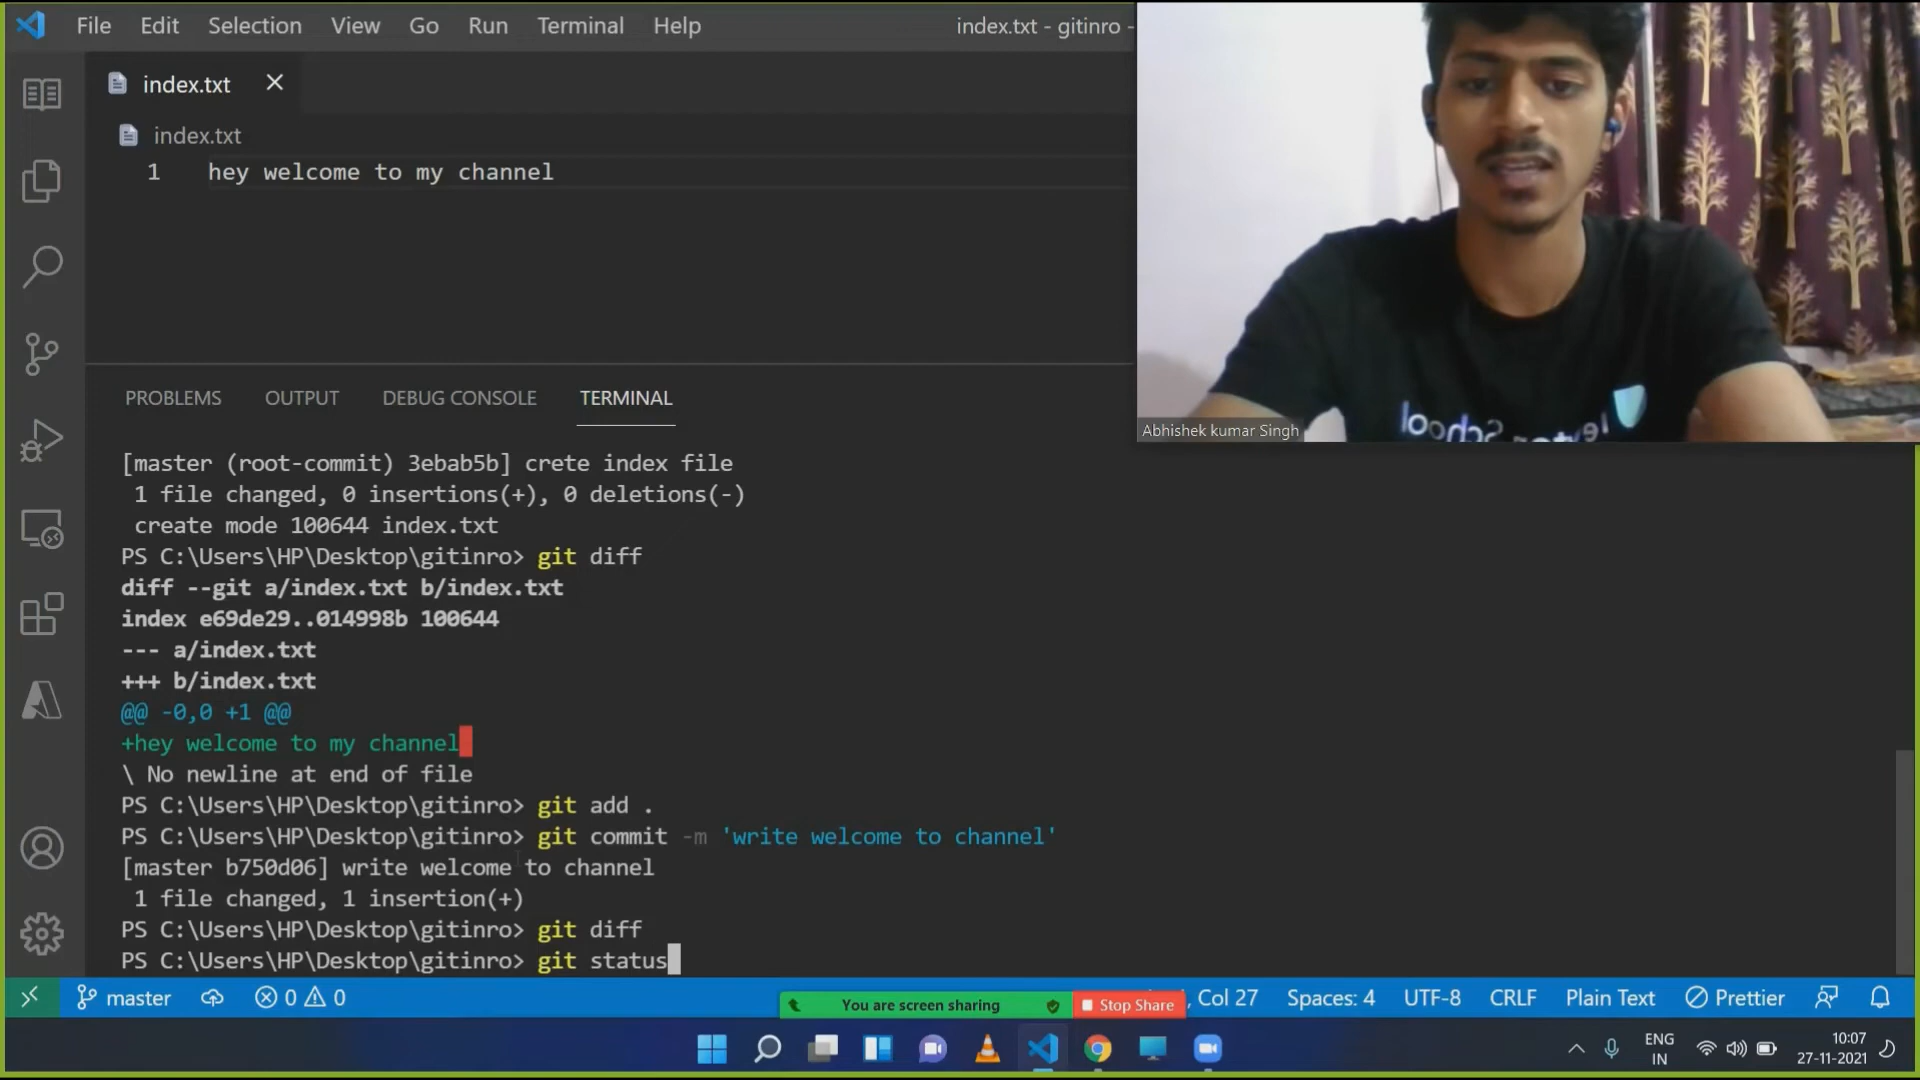 File Edit Selection View Go Run Terminal Help
index.txt - gitinro -
index.txt
index.txt
1 hey welcome to my channel
PROBLEMS OUTPUT DEBUG CONSOLE TERMINAL
Abhishek kumar Singh
School
[master (root-commit) 3ebab5b] crete index file
1 file changed, 0 insertions(+), 0 deletions(-)
create mode 100644 index.txt
PS C:\Users\HP\Desktop\gitinro> git diff
diff --git a/index.txt b/index.txt
index e69de29..014998b 100644
--- a/index.txt
+++ b/index.txt
@@ -0,0 +1 @@
+hey welcome to my channel
\ No newline at end of file
PS C:\Users\HP\Desktop\gitinro> git add .
PS C:\Users\HP\Desktop\gitinro> git commit -m 'write welcome to channel'
[master b750d06] write welcome to channel
1 file changed, 1 insertion(+)
PS C:\Users\HP\Desktop\gitinro> git diff
PS C:\Users\HP\Desktop\gitinro> git status
master 0 0 Col 27 Spaces: 4 UTF-8 CRLF Plain Text Prettier
You are screen sharing Stop Share
ENG
IN
10:07
27-11-2021